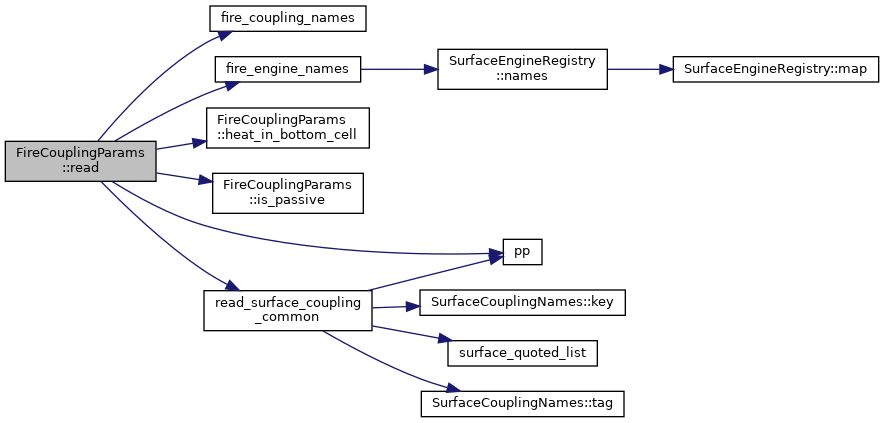 fire_coupling_names
fire_engine_names
SurfaceEngineRegistry
::names
SurfaceEngineRegistry::map
FireCouplingParams
::heat_in_bottom_cell
FireCouplingParams
::read
FireCouplingParams
::is_passive
pp
read_surface_coupling
_common
SurfaceCouplingNames::key
surface_quoted_list
SurfaceCouplingNames::tag